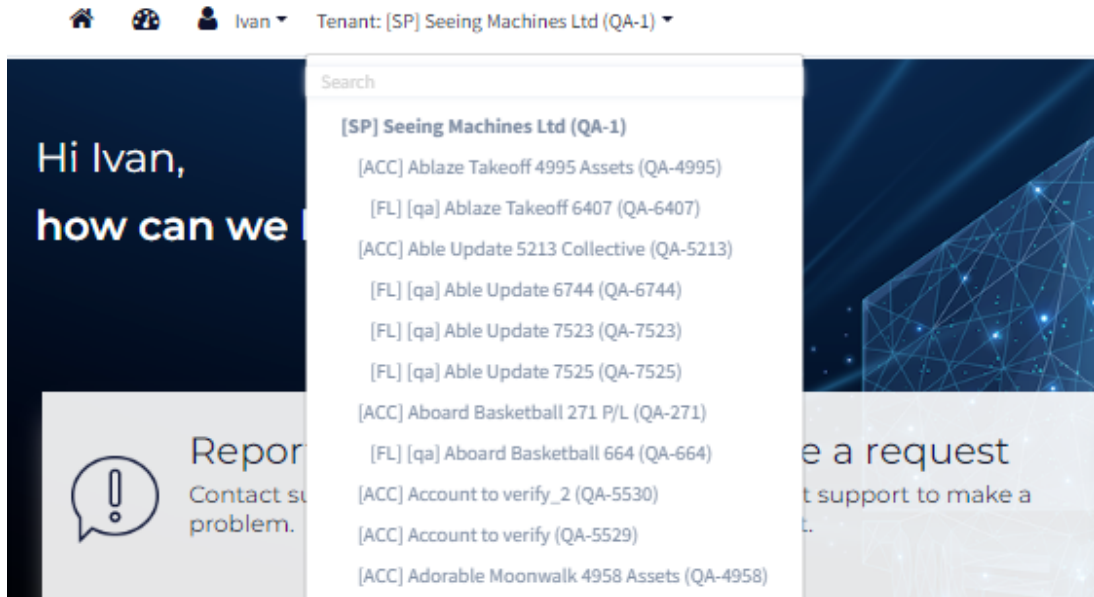 Ivan Tenant: [SP] Seeing Machines Ltd (QA-1)
Search
[SP] Seeing Machines Ltd (QA-1)
[ACC] Ablaze Takeoff 4995 Assets (QA-4995)
[FL] [qa] Ablaze Takeoff 6407 (QA-6407)
[ACC] Able Update 5213 Collective (QA-5213)
[FL] [qa] Able Update 6744 (QA-6744)
[FL] [qa] Able Update 7523 (QA-7523)
[FL] [qa] Able Update 7525 (QA-7525)
[ACC] Aboard Basketball 271 P/L (QA-271)
[FL] [qa] Aboard Basketball 664 (QA-664)
[ACC] Account to verify_2 (QA-5530)
[ACC] Account to verify (QA-5529)
[ACC] Adorable Moonwalk 4958 Assets (QA-4958)
Hi Ivan,
how can we
Repor
Contact su
problem.
e a request
t support to make a
t.